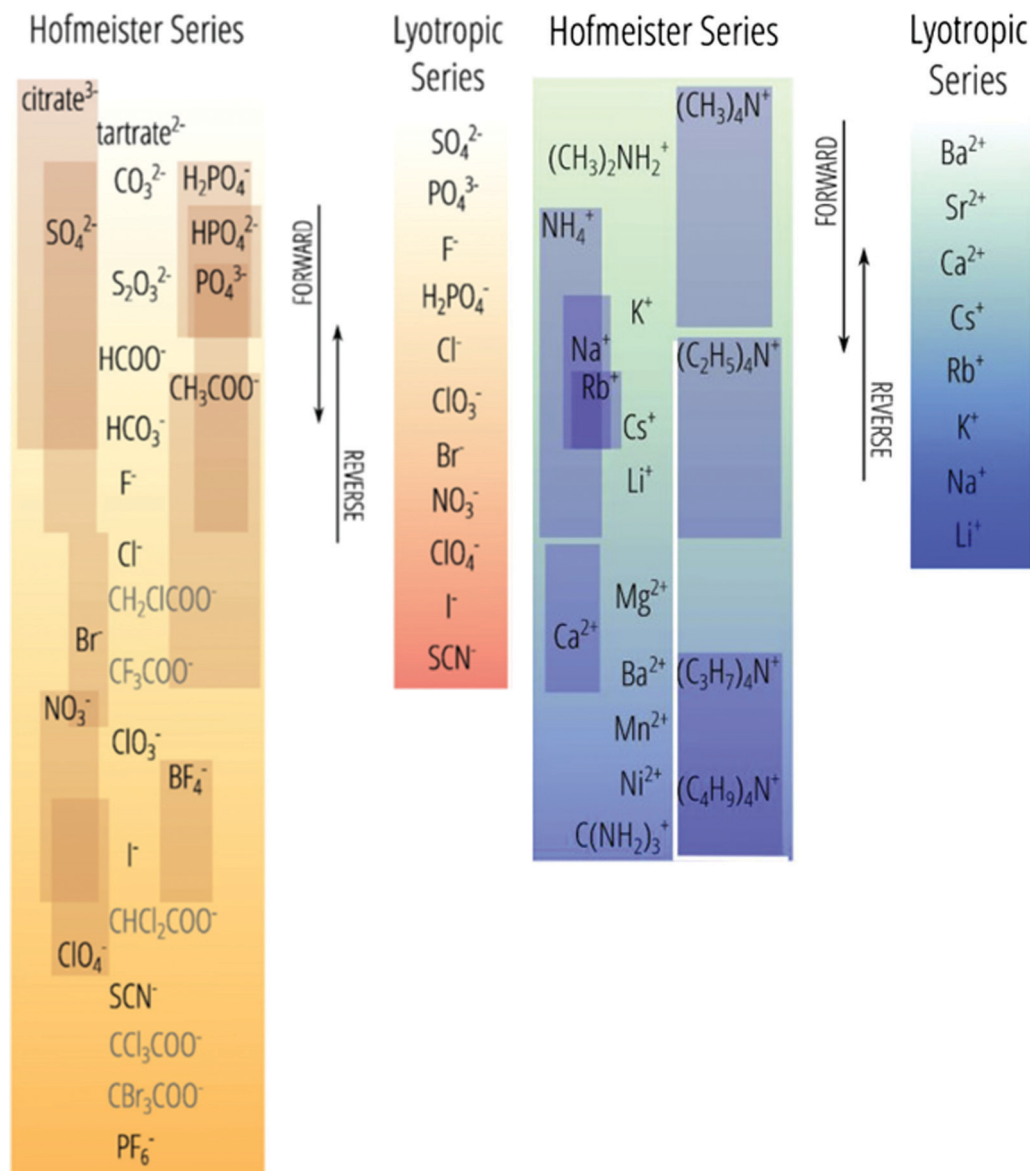 Hofmeister Series
citrate³⁻
tartrate²⁻
CO₃²⁻ H₂PO₄⁻
SO₄²⁻ HPO₄²⁻
S₂O₃²⁻ PO₄³⁻
HCOO⁻
CH₃COO⁻
HCO₃⁻
F⁻
Cl⁻
CH₂ClCOO⁻
Br⁻
CF₃COO⁻
NO₃⁻
ClO₃⁻
BF₄⁻
I⁻
CHCl₂COO⁻
ClO₄⁻
SCN⁻
CCl₃COO⁻
CBr₃COO⁻
PF₆⁻
FORWARD
REVERSE
Lyotropic
Series
SO₄²⁻
PO₄³⁻
F⁻
H₂PO₄⁻
Cl⁻
ClO₃⁻
Br⁻
NO₃⁻
ClO₄⁻
I⁻
SCN⁻
Hofmeister Series
(CH₃)₄N⁺
(CH₃)₂NH₂⁺
NH₄⁺
K⁺
Na⁺ (C₂H₅)₄N⁺
Rb⁺
Cs⁺
Li⁺
Mg²⁺
Ca²⁺
Ba²⁺ (C₃H₇)₄N⁺
Mn²⁺
Ni²⁺ (C₄H₉)₄N⁺
C(NH₂)₃⁺
FORWARD
REVERSE
Lyotropic
Series
Ba²⁺
Sr²⁺
Ca²⁺
Cs⁺
Rb⁺
K⁺
Na⁺
Li⁺